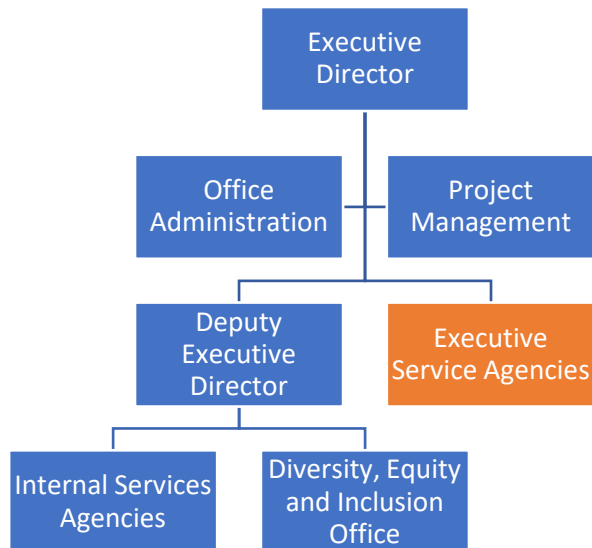 Executive
Director
Office
Administration
Project
Management
Deputy
Executive
Director
Executive
Service Agencies
Internal Services
Agencies
Diversity, Equity
and Inclusion
Office